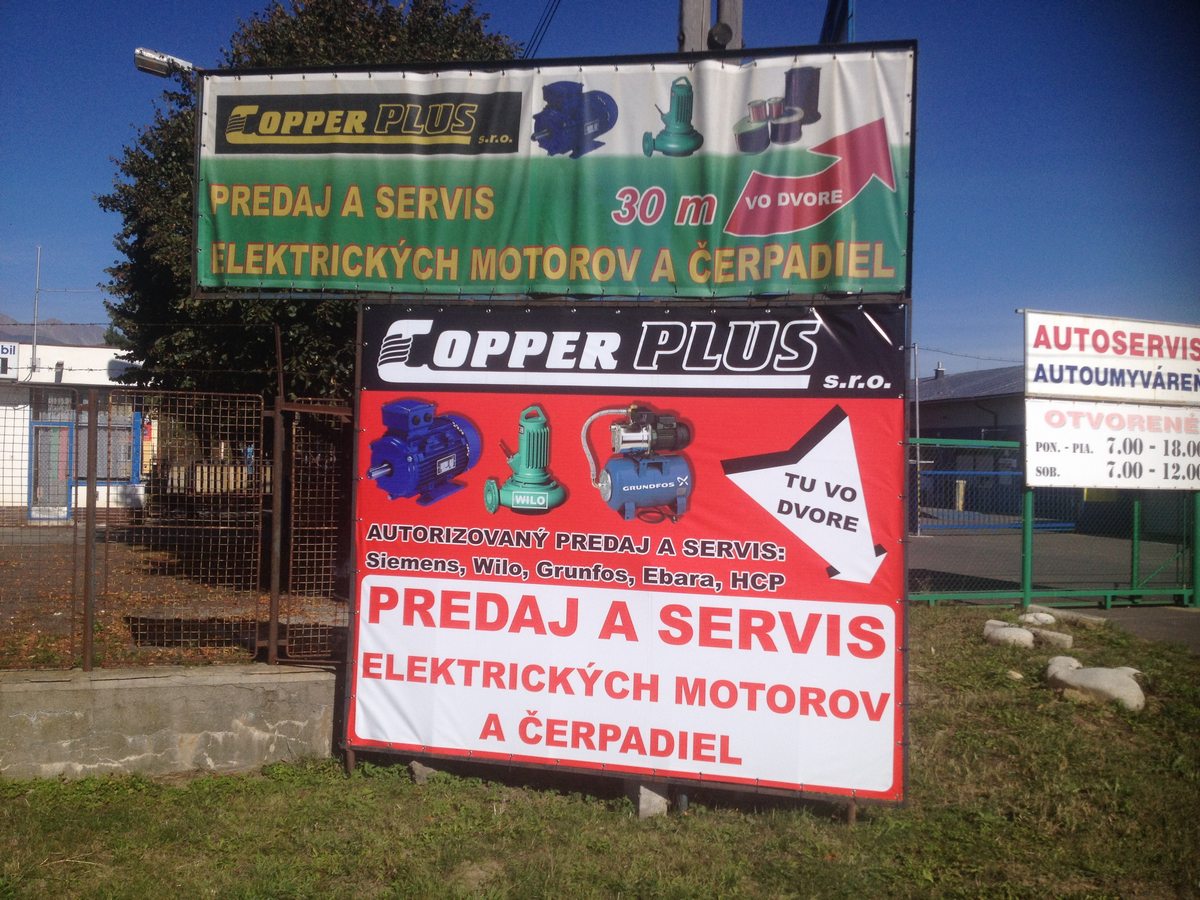 COPPER PLUS
s.r.o.
PREDAJ A SERVIS
30 m
VO DVORE
ELEKTRICKÝCH MOTOROV A ČERPADIEL
COPPER PLUS
s.r.o.
WILO
GRUNDFOS
TU VO
DVORE
AUTORIZOVANÝ PREDAJ A SERVIS:
Siemens, Wilo, Grunfos, Ebara, HCP
PREDAJ A SERVIS
ELEKTRICKÝCH MOTOROV
A ČERPADIEL
bil
AUTOSERVIS
AUTOUMYVÁREŇ
OTVORENÉ
PON. - PIA. 7.00 - 18.00
SOB. 7.00 - 12.00